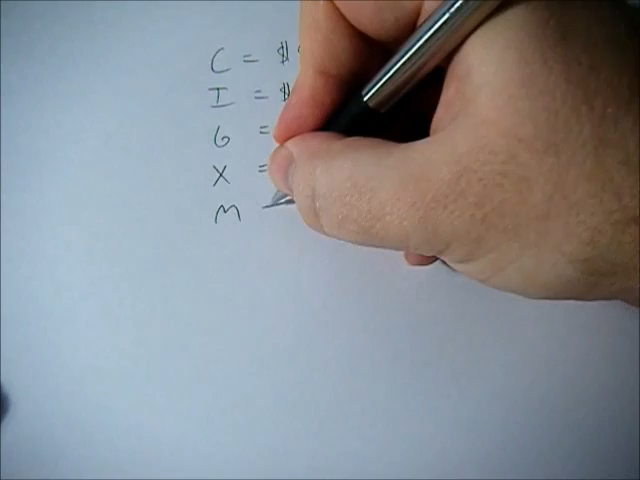 C = $
I = $
G =
X =
M